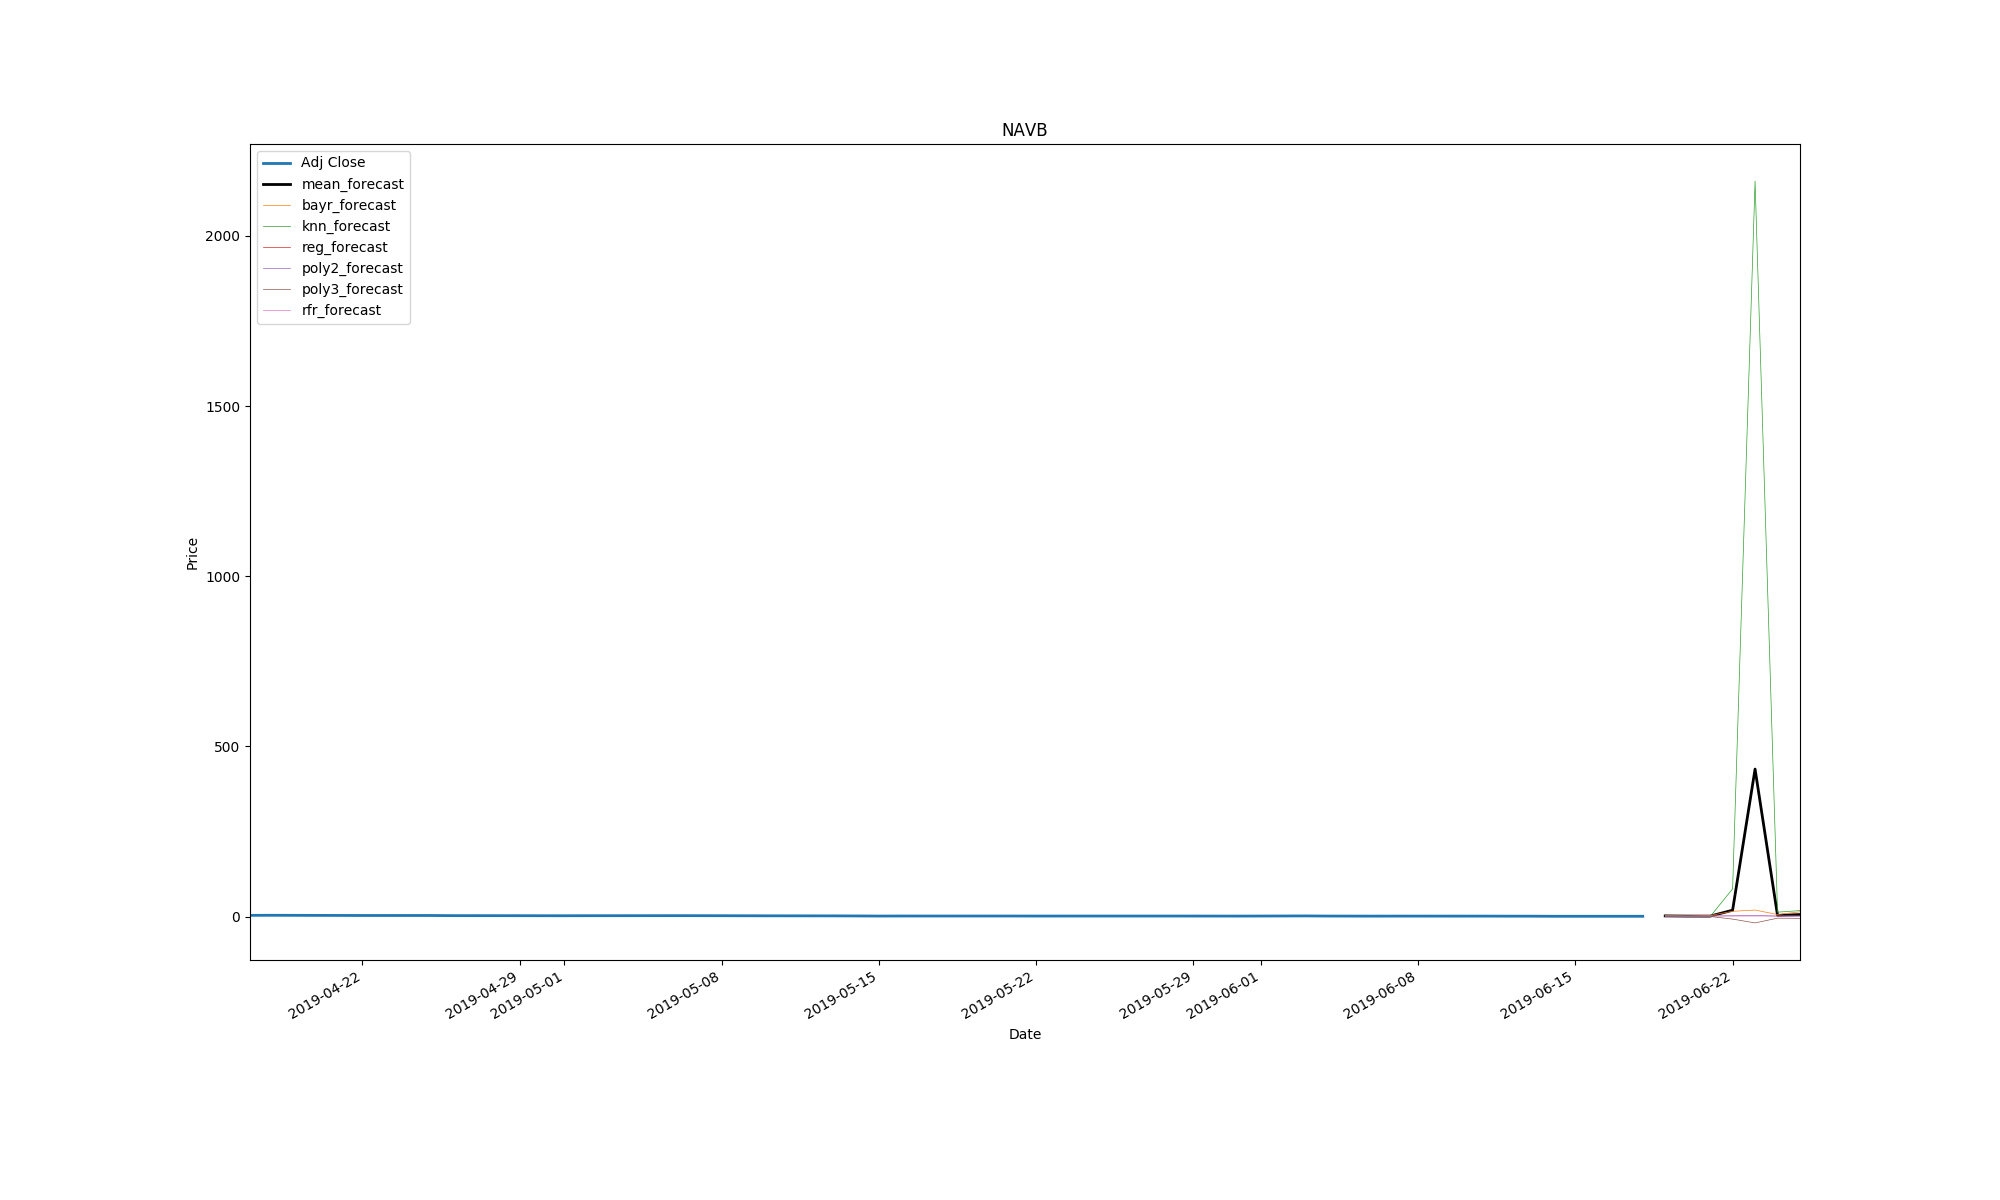 NAVB
Adj Close
mean_forecast
bayr_forecast
knn_forecast
reg_forecast
poly2_forecast
poly3_forecast
rfr_forecast
2000
1500
1000
500
0
Price
2019-04-22
2019-04-29
2019-05-01
2019-05-08
2019-05-15
2019-05-22
2019-05-29
2019-06-01
2019-06-08
2019-06-15
2019-06-22
Date